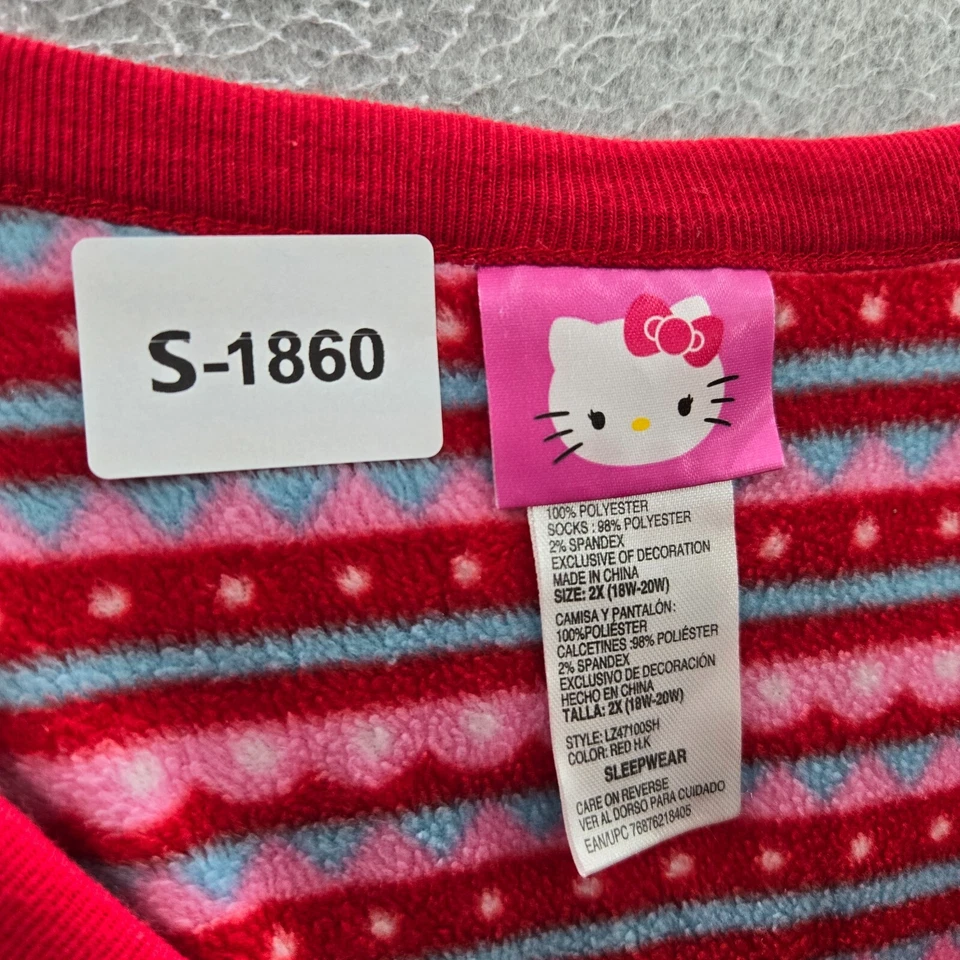 S-1860
100% POLYESTER
SOCKS : 98% POLYESTER
2% SPANDEX
EXCLUSIVE OF DECORATION
MADE IN CHINA
SIZE: 2X (18W-20W)
CAMISA Y PANTALÓN:
100%POLIÉSTER
CALCETINES :98% POLIÉSTER
2% SPANDEX
EXCLUSIVO DE DECORACIÓN
HECHO EN CHINA
TALLA: 2X (18W-20W)
STYLE: LZ47100SH
COLOR: RED H.K
SLEEPWEAR
CARE ON REVERSE
VER AL DORSO PARA CUIDADO
EAN/UPC 76876218405